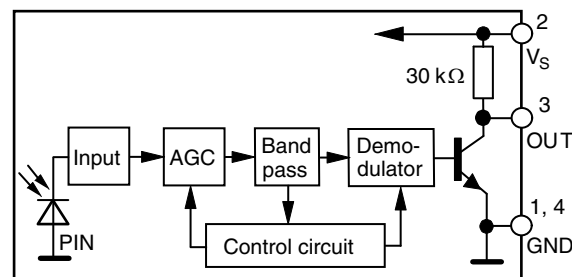 2
V_S
30 kΩ
3
OUT
Input
AGC
Band
pass
Demo-
dulator
1, 4
GND
PIN
Control circuit